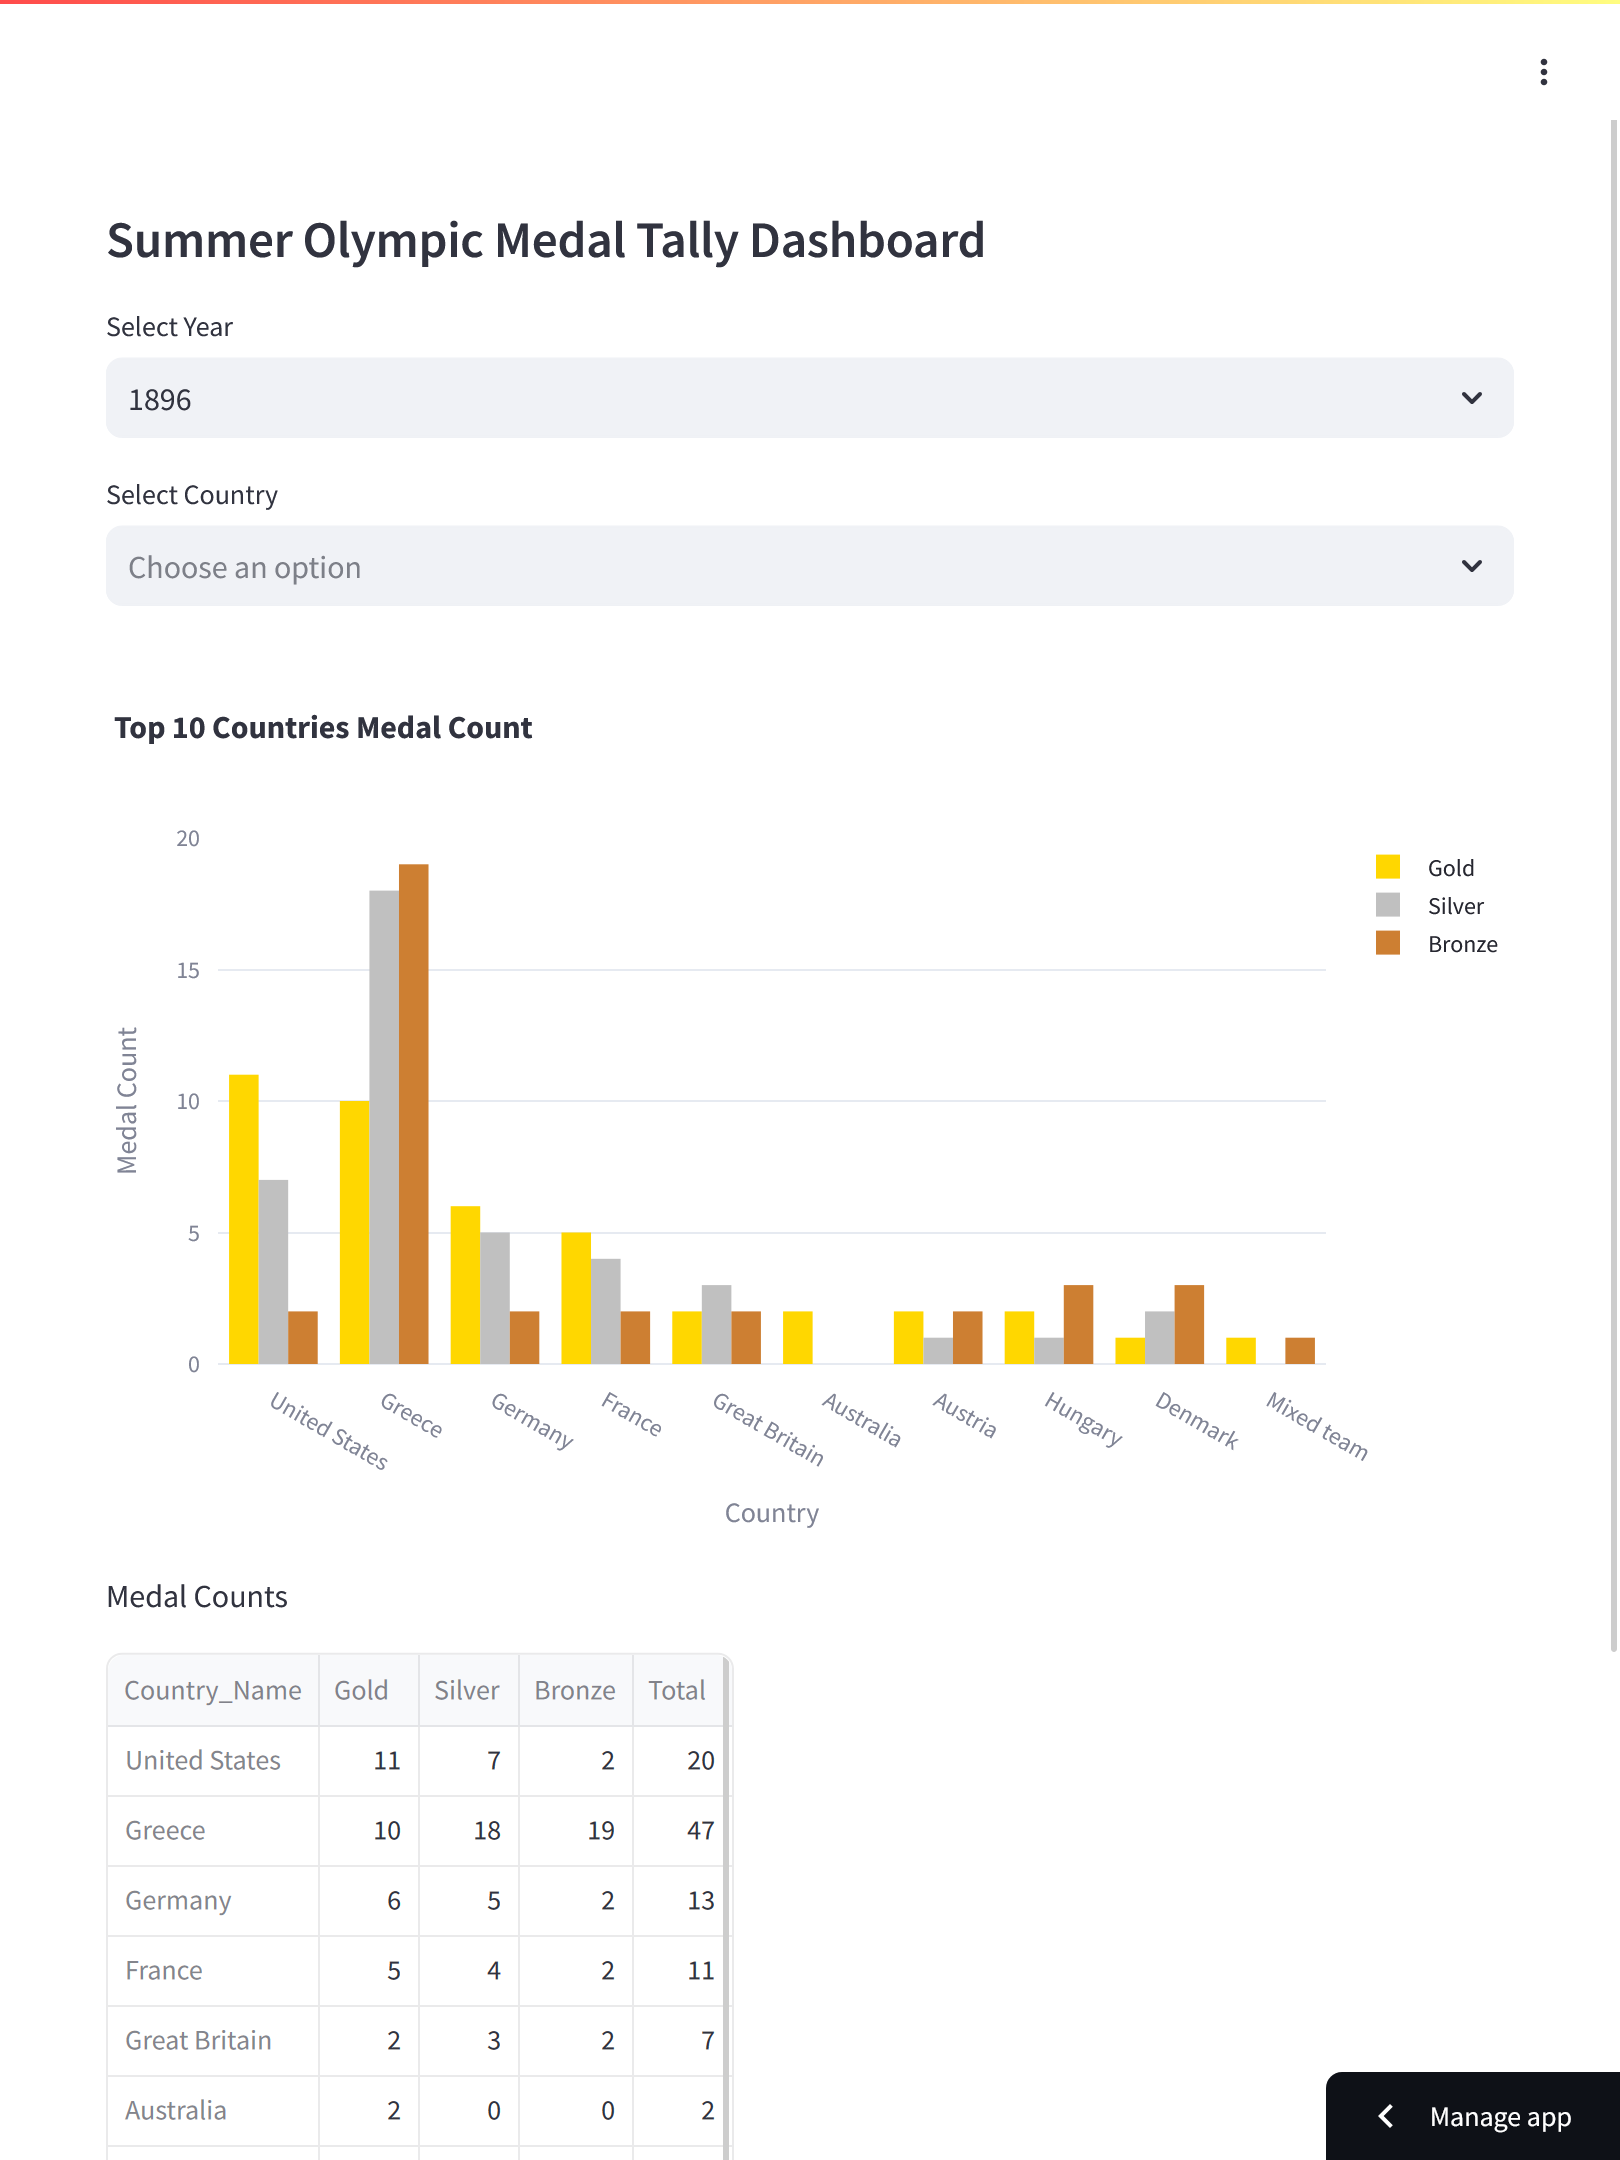 Summer Olympic Medal Tally Dashboard
Select Year
1896
Select Country
Choose an option
Top 10 Countries Medal Count
20
15
10
5
0
Medal Count
Gold
Silver
Bronze
United States
Greece
Germany
France
Great Britain
Australia
Austria
Hungary
Denmark
Mixed team
Country
Medal Counts
Country_Name Gold Silver Bronze Total
United States 11 7 2 20
Greece 10 18 19 47
Germany 6 5 2 13
France 5 4 2 11
Great Britain 2 3 2 7
Australia 2 0 0 2
Manage app